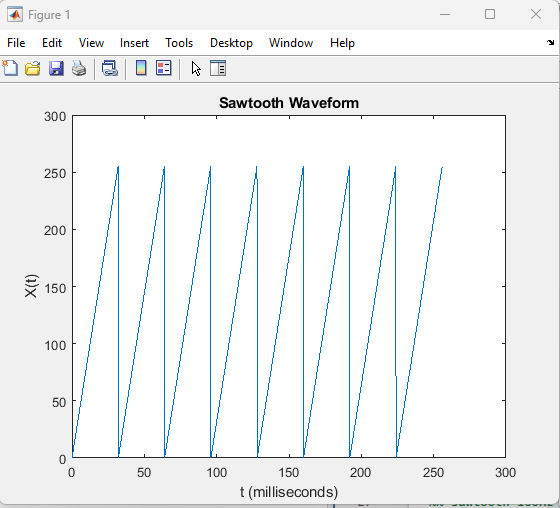 Figure 1
File Edit View Insert Tools Desktop Window Help
Sawtooth Waveform
300
250
200
150
100
50
0
X(t)
0 50 100 150 200 250 300
t (milliseconds)